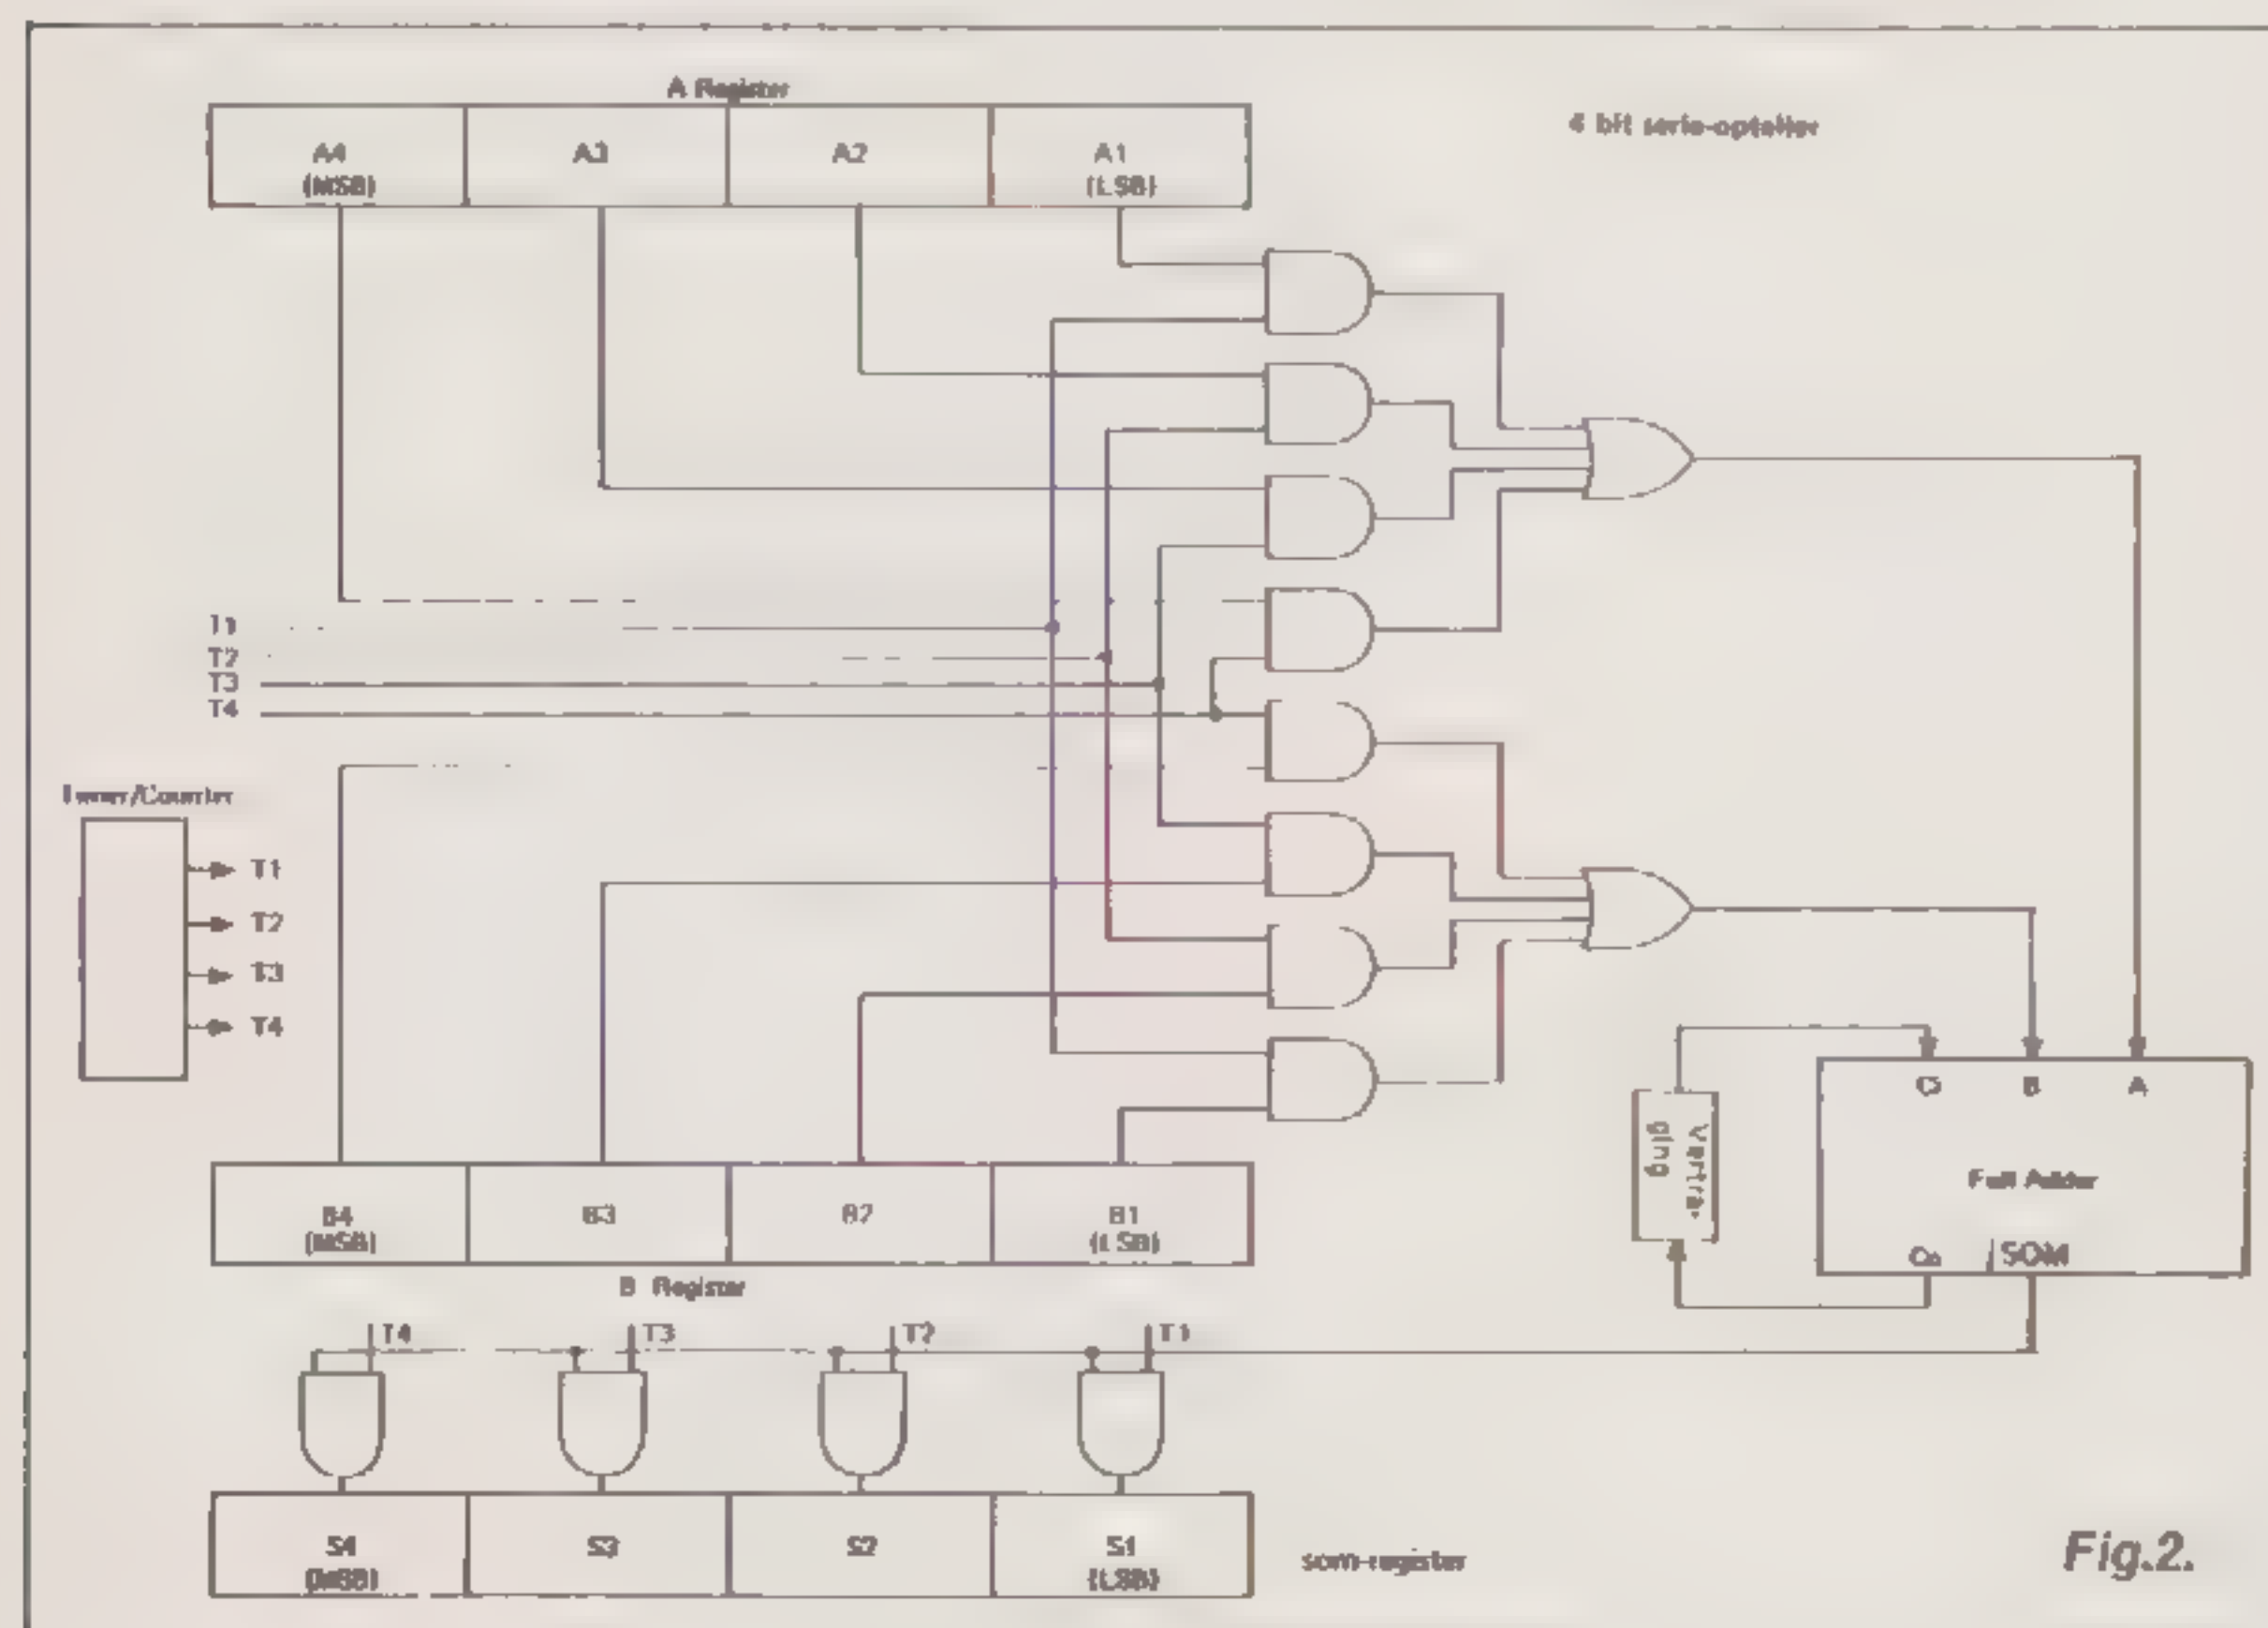 A Register
4 bit serie-opteller
A4
(MSB)
A3
A2
A1
(LSB)
T1
T2
T3
T4
Timer/Counter
T1
T2
T3
T4
B
A
Full Adder
SOM
B4
(MSB)
B3
B2
B1
(LSB)
B Register
T4
T3
T2
T1
S4
(MSB)
S3
S2
S1
(LSB)
som-register
Fig.2.